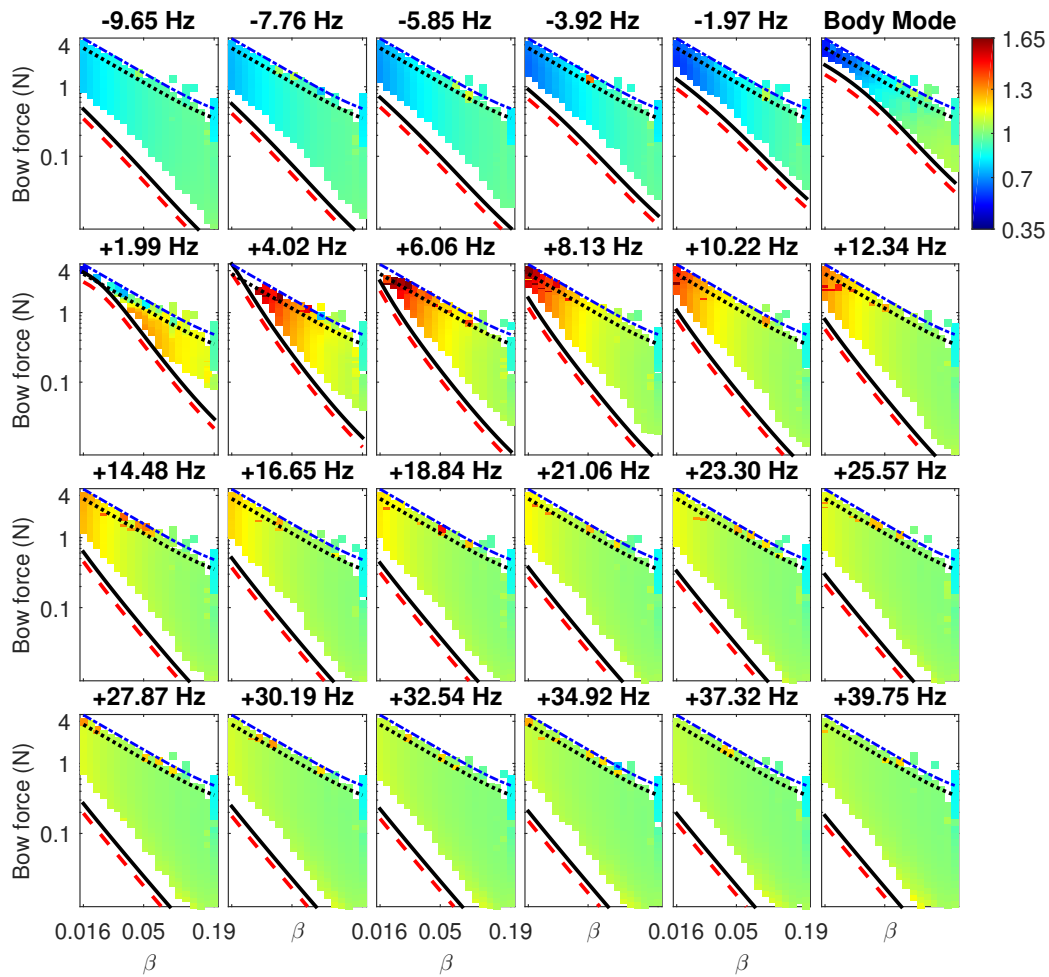 -9.65 Hz -7.76 Hz -5.85 Hz -3.92 Hz -1.97 Hz Body Mode
Bow force (N)
4
1
0.1
1.65
1.3
1
0.7
0.35
+1.99 Hz +4.02 Hz +6.06 Hz +8.13 Hz +10.22 Hz +12.34 Hz
Bow force (N)
4
1
0.1
+14.48 Hz +16.65 Hz +18.84 Hz +21.06 Hz +23.30 Hz +25.57 Hz
Bow force (N)
4
1
0.1
+27.87 Hz +30.19 Hz +32.54 Hz +34.92 Hz +37.32 Hz +39.75 Hz
Bow force (N)
4
1
0.1
0.016 0.05 0.19 β 0.016 0.05 0.19 β 0.016 0.05 0.19 β
β β β